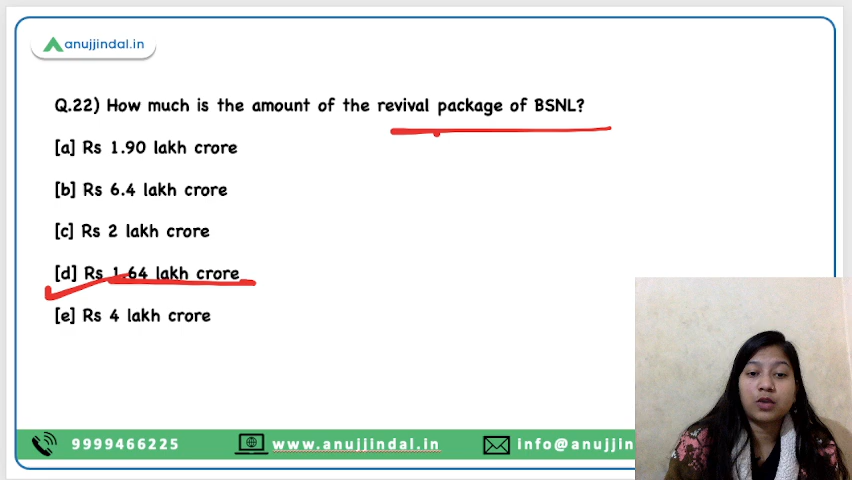 anujjindal.in
Q.22) How much is the amount of the revival package of BSNL?
[a] Rs 1.90 lakh crore
[b] Rs 6.4 lakh crore
[c] Rs 2 lakh crore
[d] Rs 1.64 lakh crore
[e] Rs 4 lakh crore
9999466225 www.anujjindal.in info@anujjin